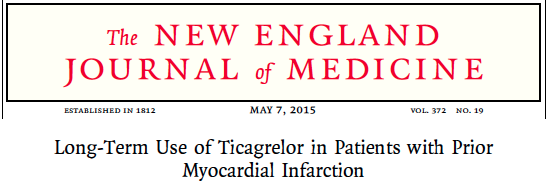 The NEW ENGLAND
JOURNAL of MEDICINE
ESTABLISHED IN 1812 MAY 7, 2015 VOL. 372 NO. 19
Long-Term Use of Ticagrelor in Patients with Prior
Myocardial Infarction